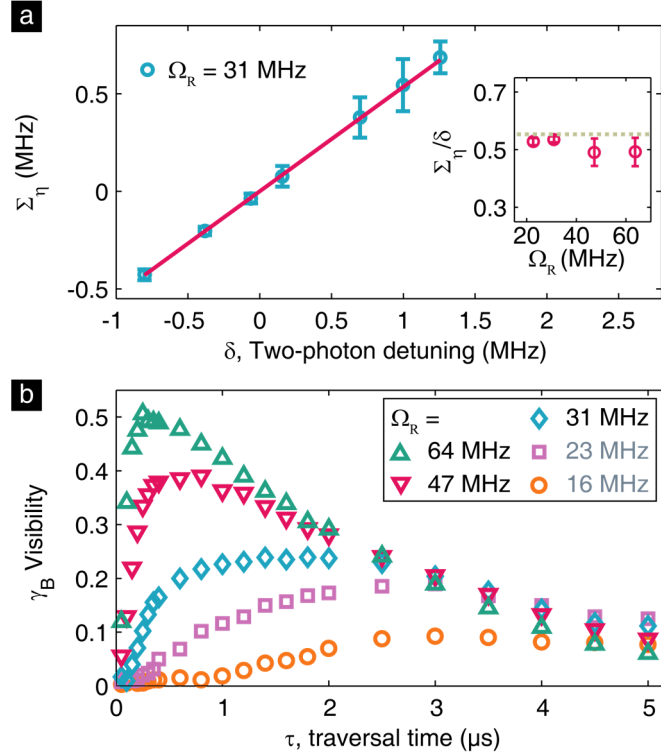 a
Σ_η (MHz)
0.5
0
-0.5
Ω_R = 31 MHz
-1 -0.5 0 0.5 1 1.5 2 2.5
δ, Two-photon detuning (MHz)
Σ_η/δ
0.7
0.5
0.3
20 40 60
Ω_R (MHz)
b
γ_B Visibility
0.5
0.4
0.3
0.2
0.1
0
Ω_R =
31 MHz
64 MHz
23 MHz
47 MHz
16 MHz
0 1 2 3 4 5
τ, traversal time (μs)